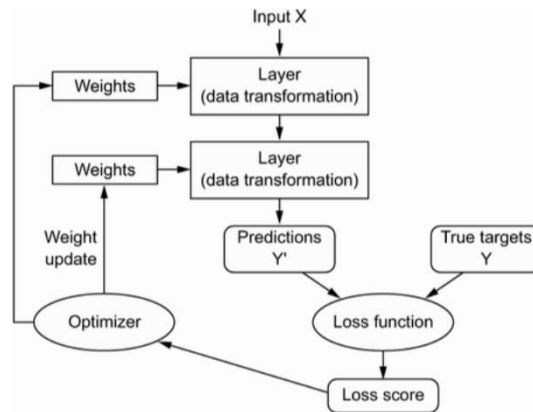 Input X
Weights
Layer
(data transformation)
Weights
Layer
(data transformation)
Weight
update
Predictions
Y'
True targets
Y
Optimizer
Loss function
Loss score